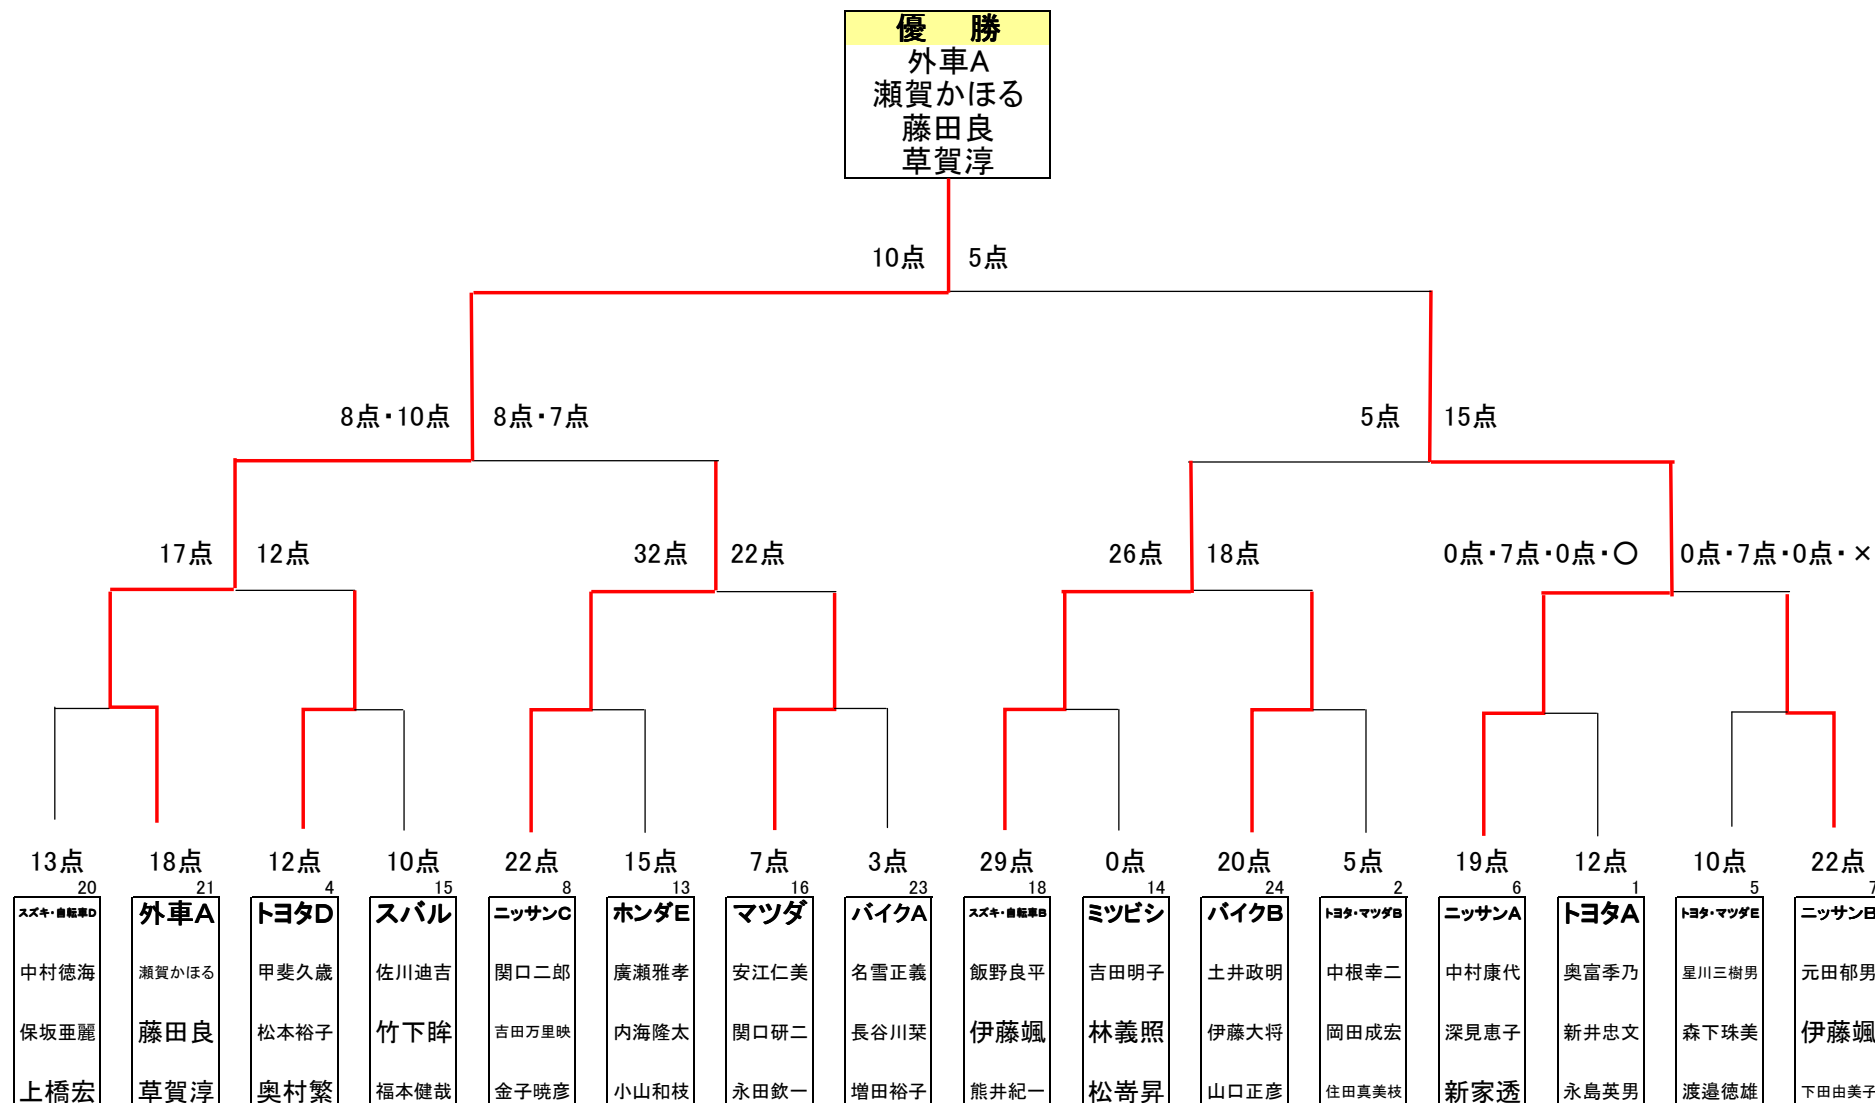 優　勝
外車A
瀬賀かほる
藤田良
草賀淳
10点 5点
8点・10点 8点・7点 5点 15点
17点 12点 32点 22点 26点 18点 0点・7点・0点・〇 0点・7点・0点・×
13点 18点 12点 10点 22点 15点 7点 3点 29点 0点 20点 5点 19点 12点 10点 22点
20 21 4 15 8 13 16 23 18 14 24 2 6 1 5 7
スズキ・自転車D 外車A トヨタD スバル ニッサンC ホンダE マツダ バイクA スズキ・自転車B ミツビシ バイクB トヨタ・マツダB ニッサンA トヨタA トヨタ・マツダE ニッサンB
中村徳海 瀬賀かほる 甲斐久歳 佐川迪吉 関口二郎 廣瀬雅孝 安江仁美 名雪正義 飯野良平 吉田明子 土井政明 中根幸二 中村康代 奥富季乃 星川三樹男 元田郁男
保坂亜麗 藤田良 松本裕子 竹下眸 吉田万里映 内海隆太 関口研二 長谷川栞 伊藤颯 林義照 伊藤大将 岡田成宏 深見恵子 新井忠文 森下珠美 伊藤颯
上橋宏 草賀淳 奥村繁 福本健哉 金子暁彦 小山和枝 永田欽一 増田裕子 熊井紀一 松嵜昇 山口正彦 住田真美枝 新家透 永島英男 渡邉徳雄 下田由美子